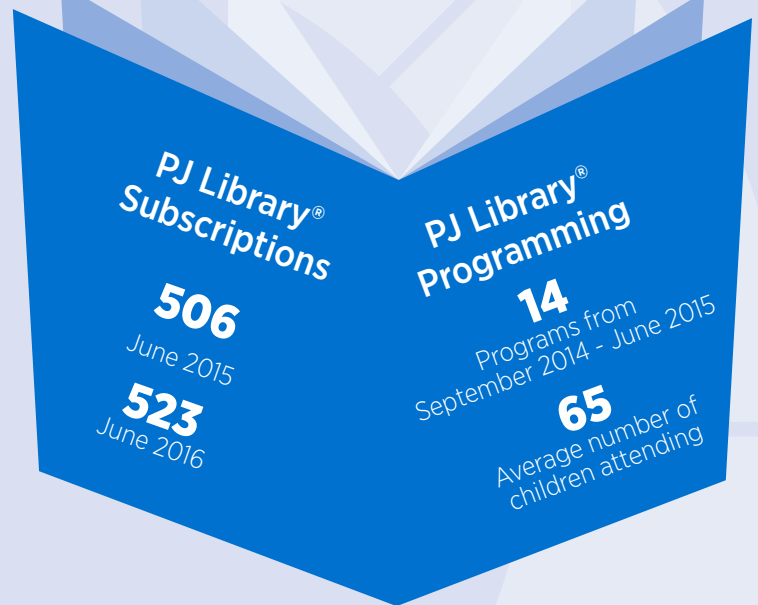 PJ Library®
Subscriptions
506
June 2015
523
June 2016
PJ Library®
Programming
14
Programs from
September 2014 - June 2015
65
Average number of
children attending